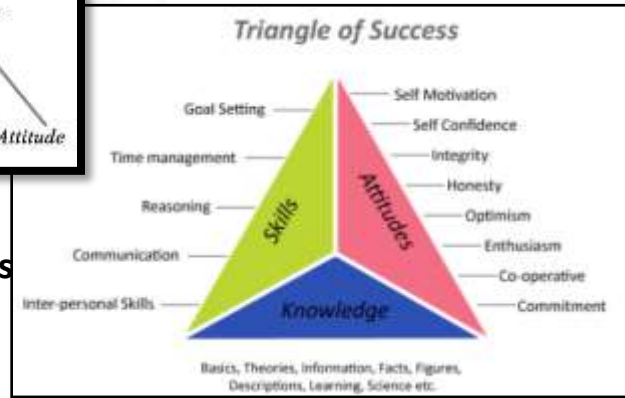 Attitude
s
Triangle of Success
Goal Setting
Time management
Reasoning
Communication
Inter-personal Skills
Skills
Attitudes
Knowledge
Self Motivation
Self Confidence
Integrity
Honesty
Optimism
Enthusiasm
Co-operative
Commitment
Basics, Theories, Information, Facts, Figures,
Descriptions, Learning, Science etc.